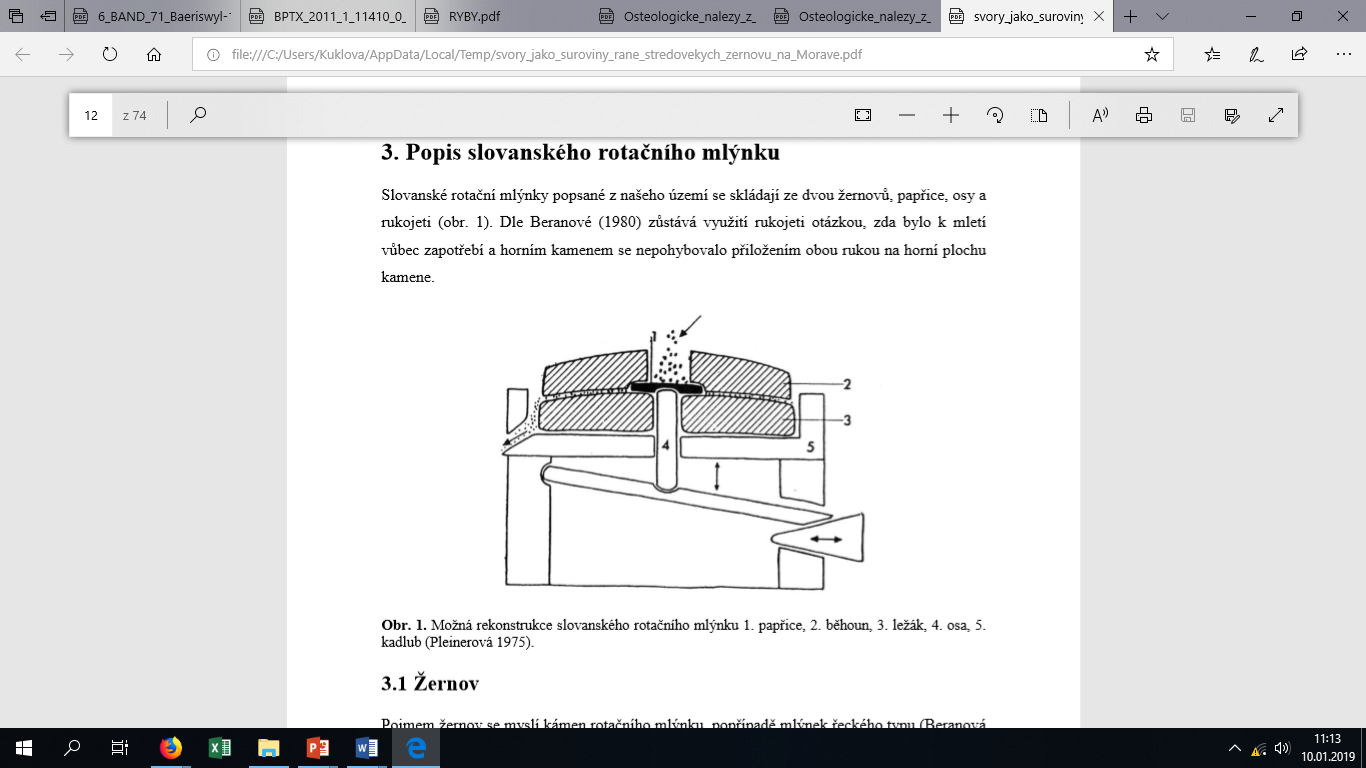 6_BAND_71_Baeriswyl-
BPTX_2011_1_11410_0_
RYBY.pdf
Osteologicke_nalezy_z_
Osteologicke_nalezy_z_
svory_jako_suroviny
file:///C:/Users/Kuklova/AppData/Local/Temp/svory_jako_suroviny_rane_stredovekych_zernovu_na_Morave.pdf
12 z 74
3. Popis slovanského rotačního mlýnku
Slovanské rotační mlýnky popsané z našeho území se skládají ze dvou žernovů, papřice, osy a
rukojeti (obr. 1). Dle Beranové (1980) zůstává využití rukojeti otázkou, zda bylo k mletí
vůbec zapotřebí a horním kamenem se nepohybovalo přiložením obou rukou na horní plochu
kamene.
1
2
3
4
5
Obr. 1. Možná rekonstrukce slovanského rotačního mlýnku 1. papřice, 2. běhoun, 3. ležák, 4. osa, 5.
kadlub (Pleinerová 1975).
3.1 Žernov
Pojmem žernov se myslí kámen rotačního mlýnku, popřípadě mlýnek řeckého typu (Beranová
11:13
10.01.2019